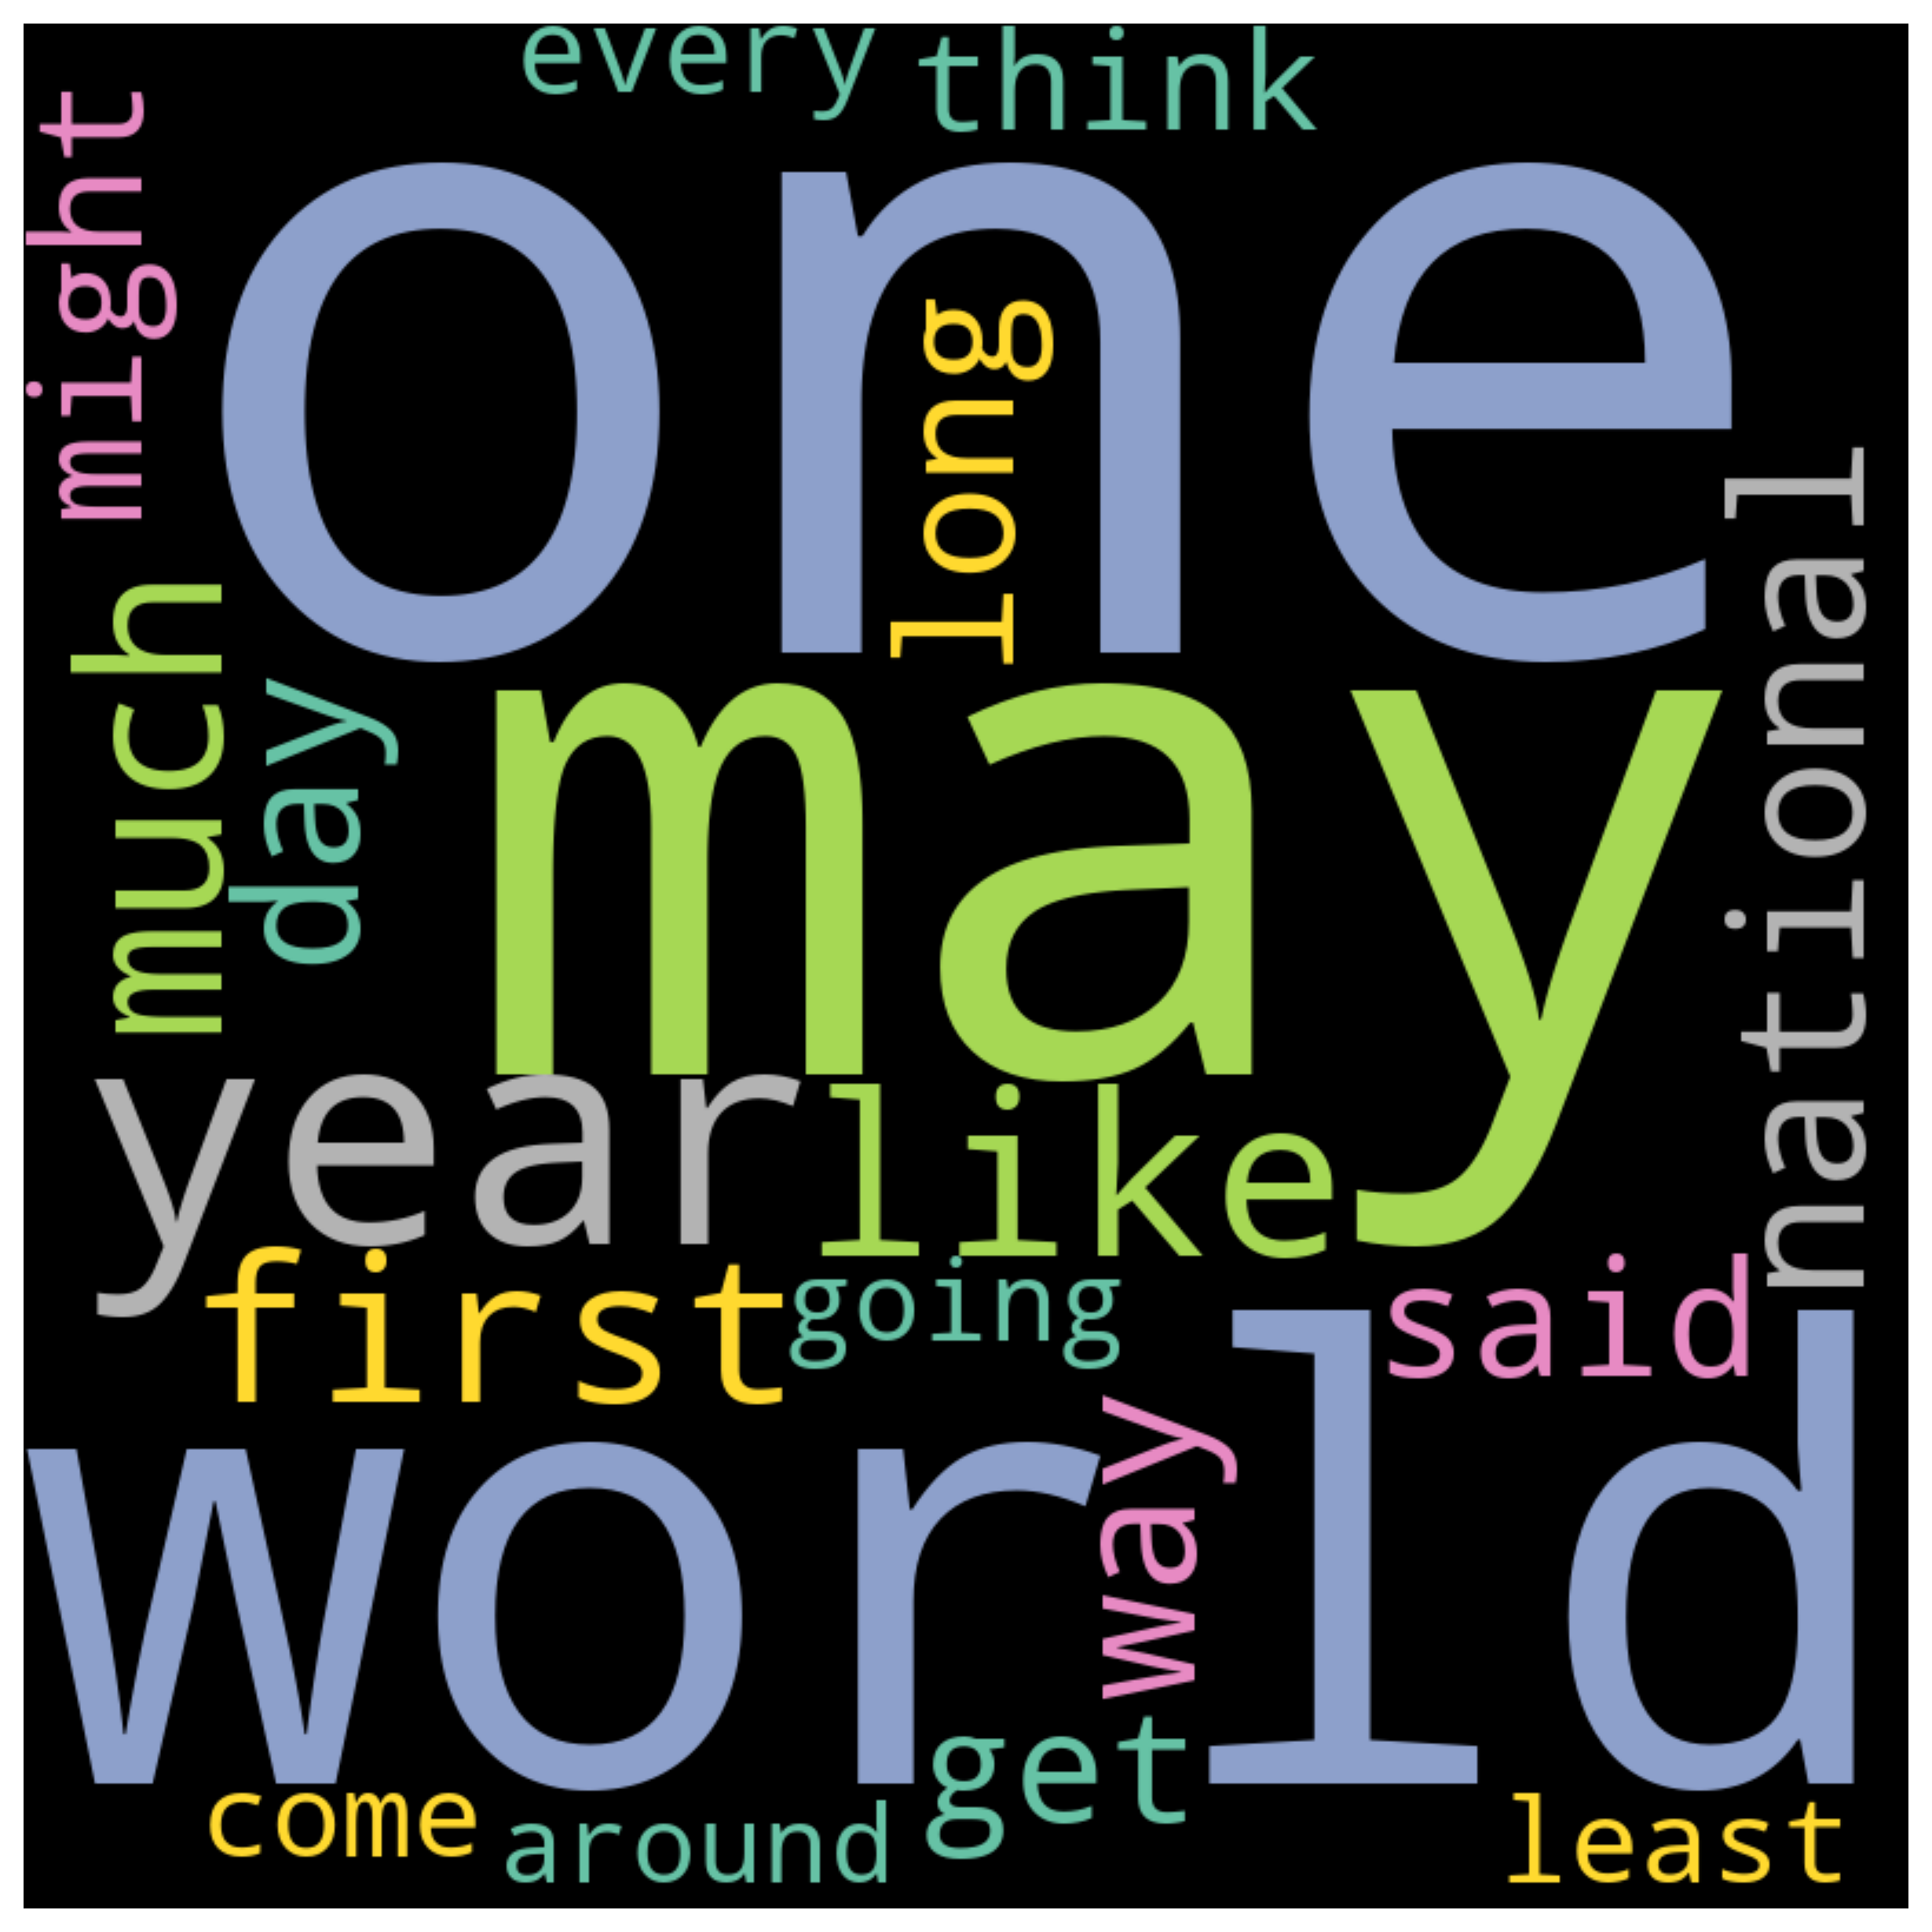 every think
might
one
long
national
much
day
may
year like
first going said
way
world
get
come around least